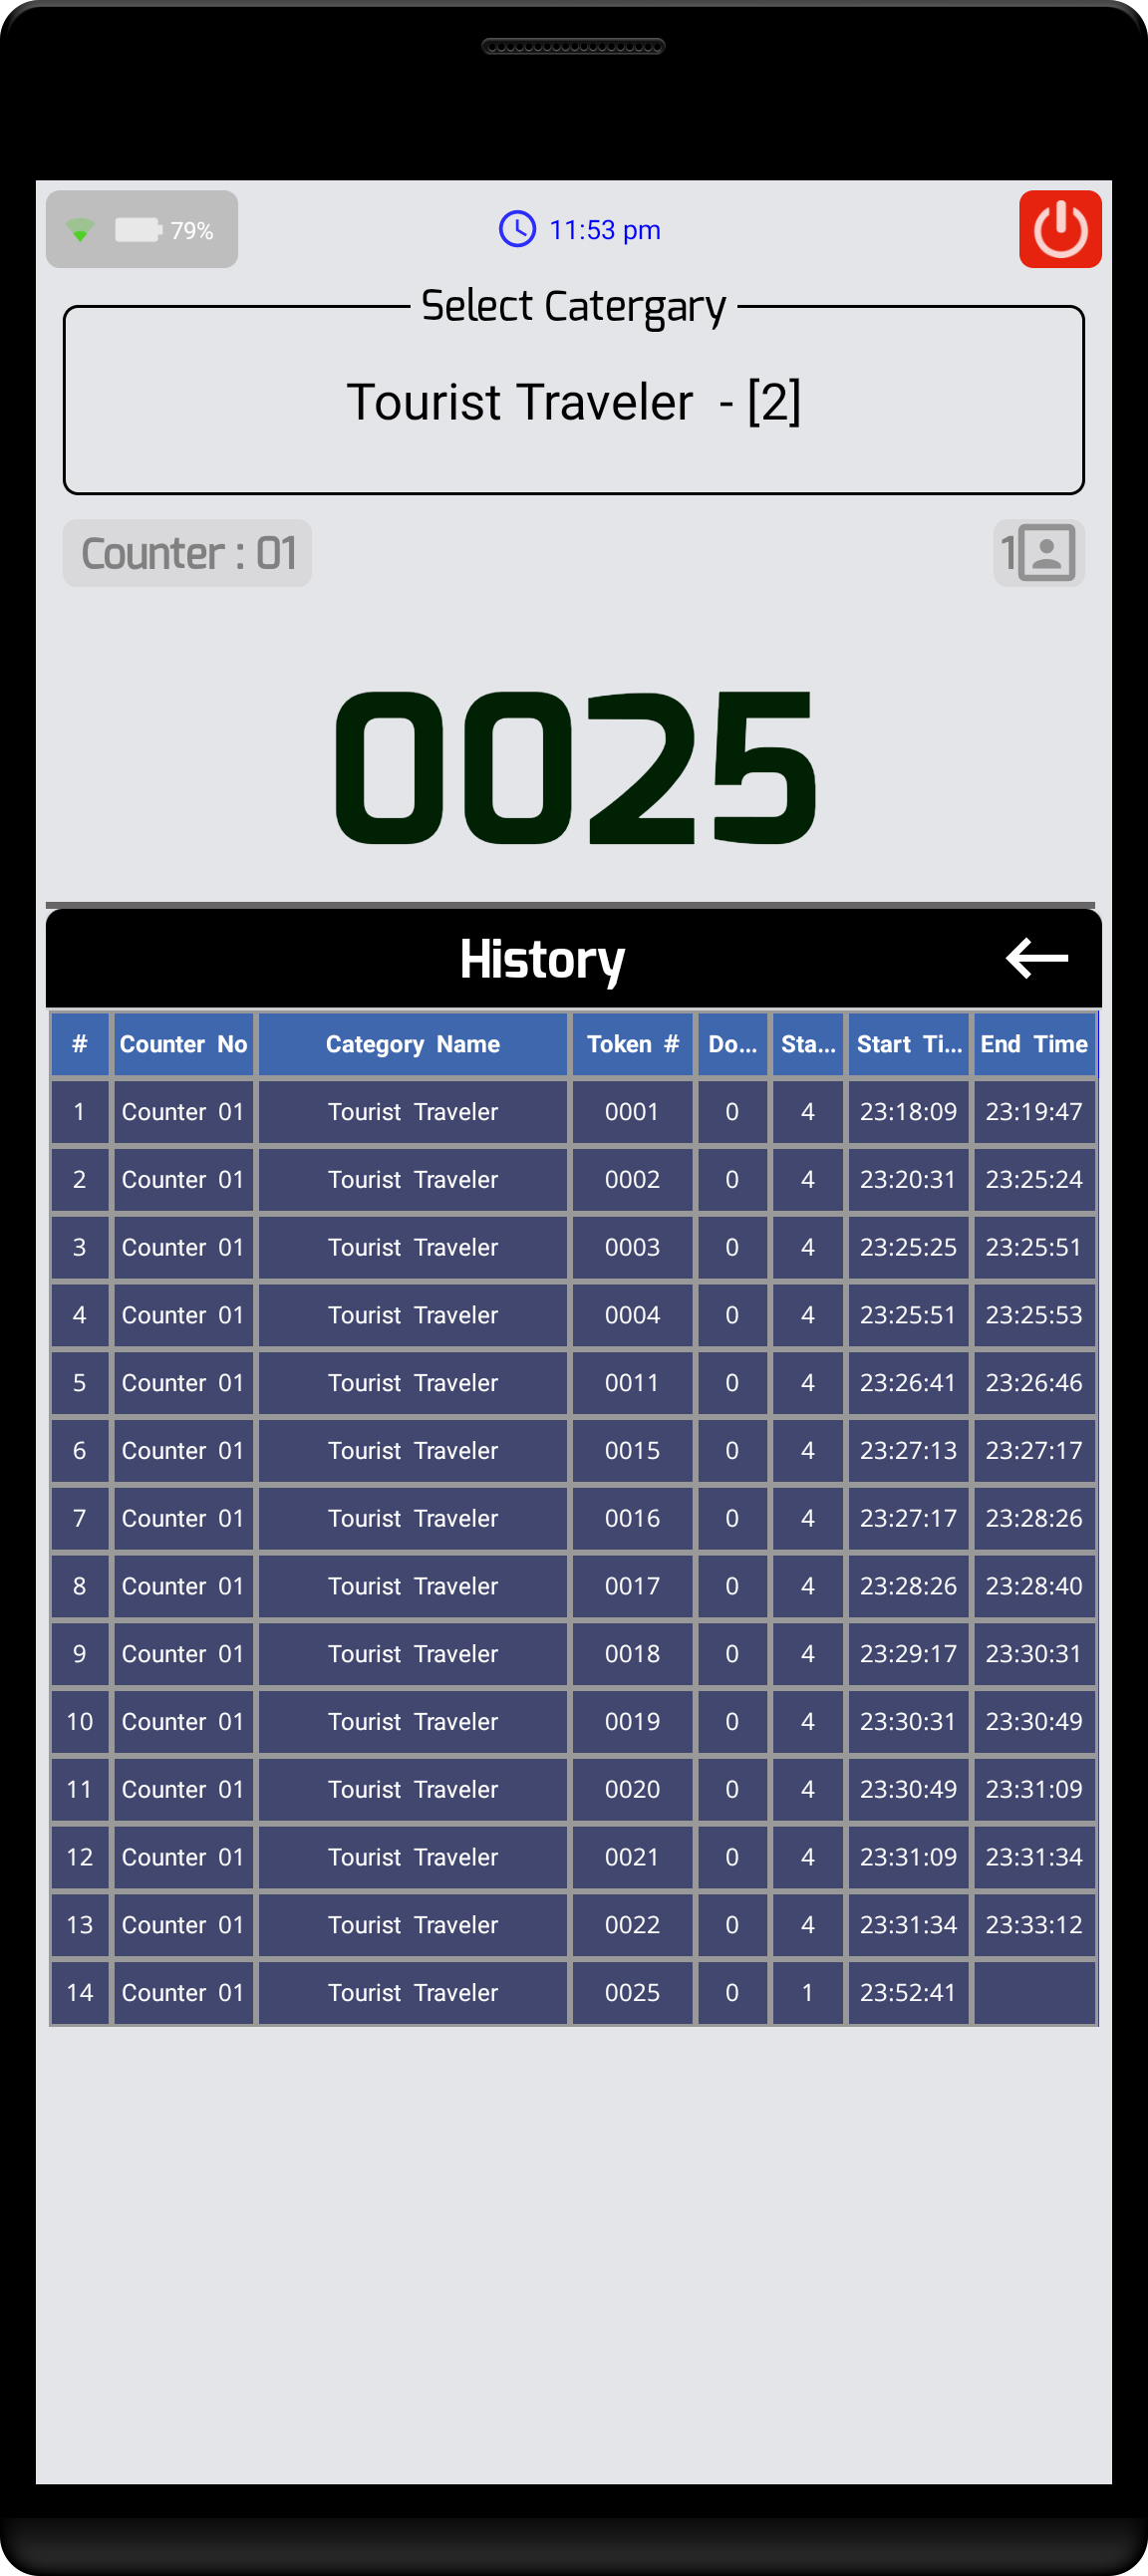 79%
11:53 pm
Select Catergary
Tourist Traveler - [2]
Counter : 01
1
0025
History
# Counter No Category Name Token # Do... Sta... Start Ti... End Time
1 Counter 01 Tourist Traveler 0001 0 4 23:18:09 23:19:47
2 Counter 01 Tourist Traveler 0002 0 4 23:20:31 23:25:24
3 Counter 01 Tourist Traveler 0003 0 4 23:25:25 23:25:51
4 Counter 01 Tourist Traveler 0004 0 4 23:25:51 23:25:53
5 Counter 01 Tourist Traveler 0011 0 4 23:26:41 23:26:46
6 Counter 01 Tourist Traveler 0015 0 4 23:27:13 23:27:17
7 Counter 01 Tourist Traveler 0016 0 4 23:27:17 23:28:26
8 Counter 01 Tourist Traveler 0017 0 4 23:28:26 23:28:40
9 Counter 01 Tourist Traveler 0018 0 4 23:29:17 23:30:31
10 Counter 01 Tourist Traveler 0019 0 4 23:30:31 23:30:49
11 Counter 01 Tourist Traveler 0020 0 4 23:30:49 23:31:09
12 Counter 01 Tourist Traveler 0021 0 4 23:31:09 23:31:34
13 Counter 01 Tourist Traveler 0022 0 4 23:31:34 23:33:12
14 Counter 01 Tourist Traveler 0025 0 1 23:52:41